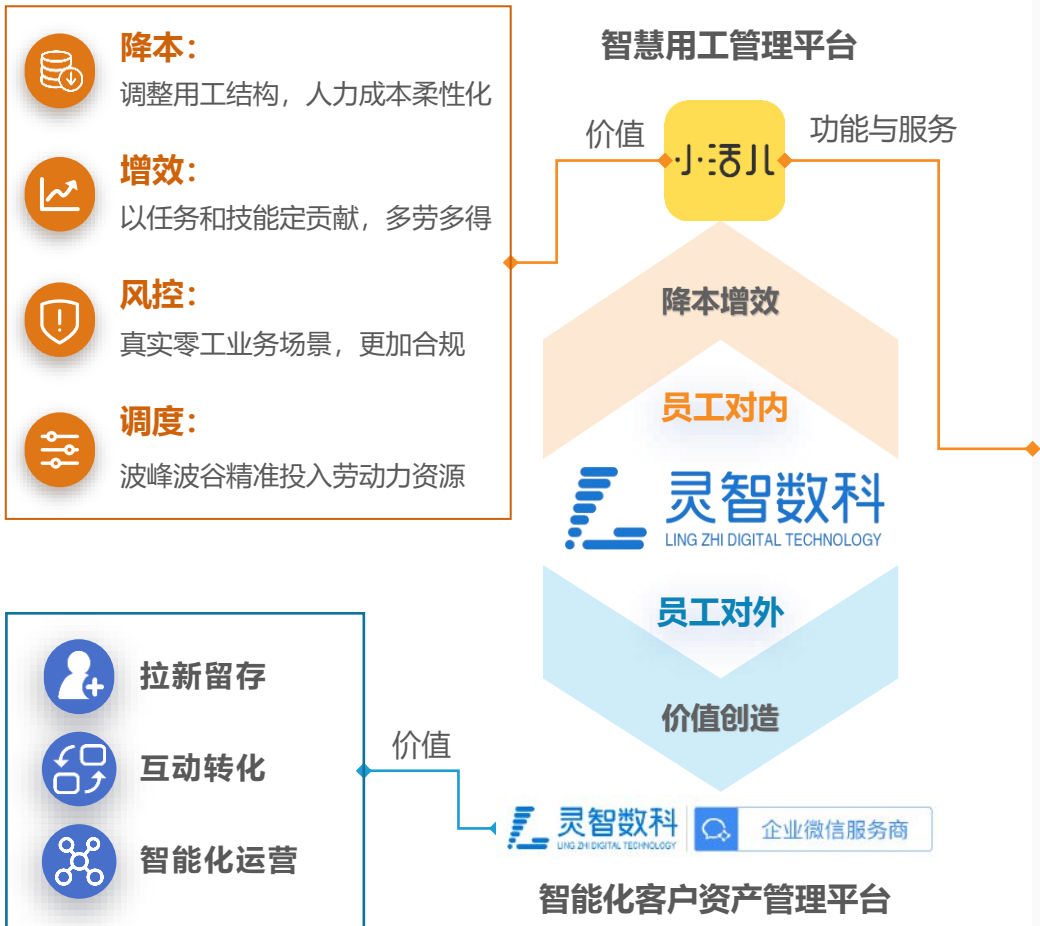 降本：
调整用工结构，人力成本柔性化
增效：
以任务和技能定贡献，多劳多得
风控：
真实零工业务场景，更加合规
调度：
波峰波谷精准投入劳动力资源
智慧用工管理平台
价值
小活儿
功能与服务
降本增效
员工对内
灵智数科
LING ZHI DIGITAL TECHNOLOGY
员工对外
价值创造
拉新留存
互动转化
智能化运营
价值
灵智数科
LING ZHI DIGITAL TECHNOLOGY
企业微信服务商
智能化客户资产管理平台